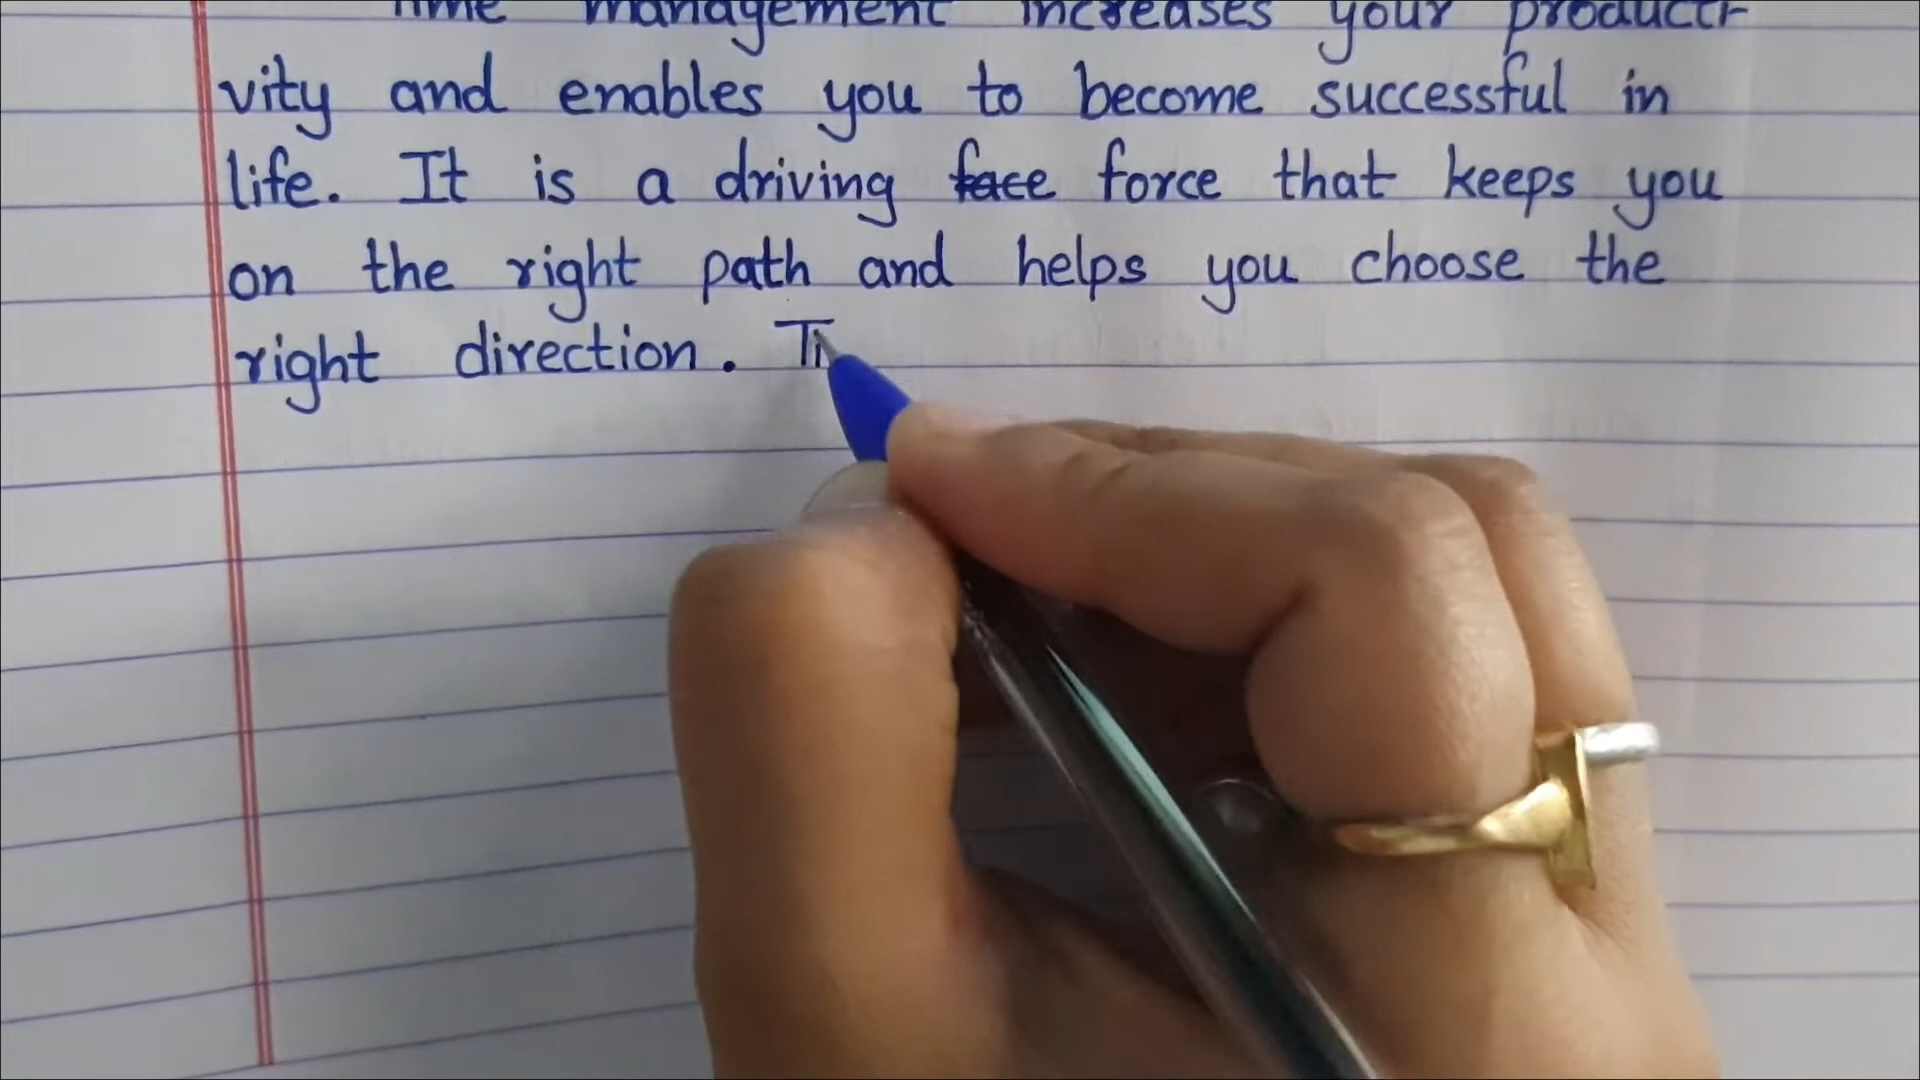 Time management increases your producti-
vity and enables you to become successful in
life. It is a driving face force that keeps you
on the right path and helps you choose the
right direction. Ti